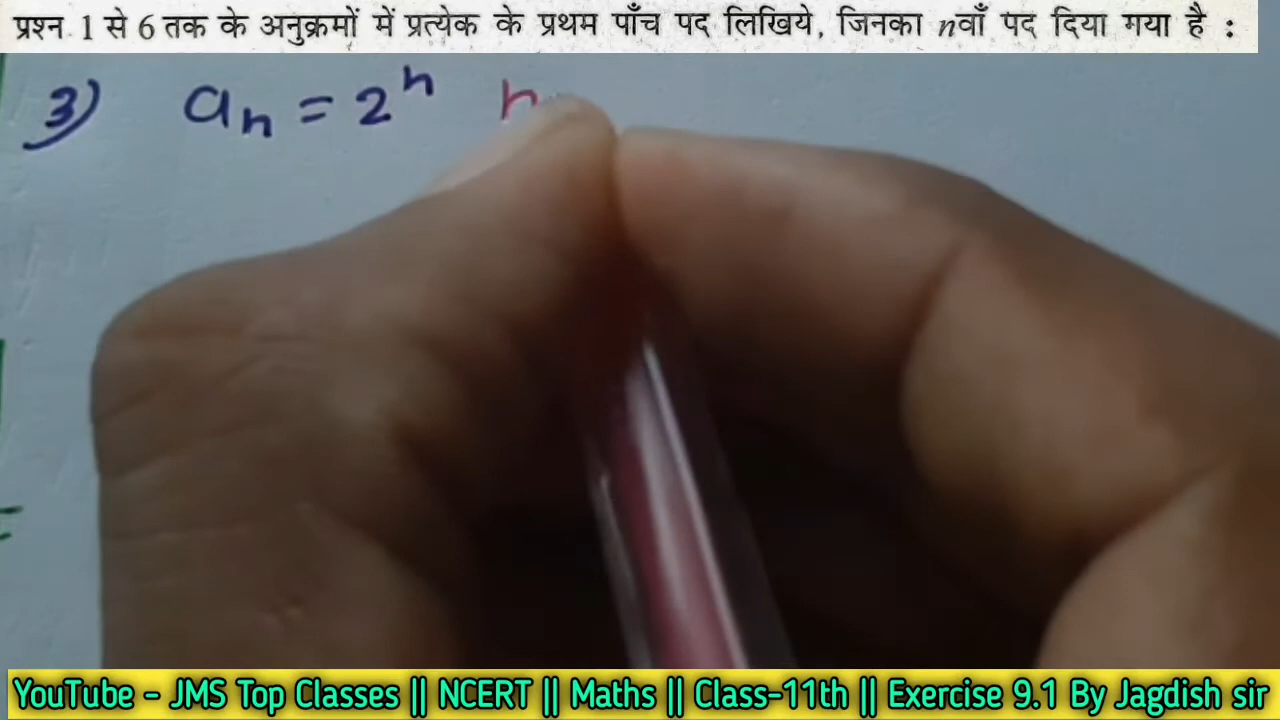 प्रश्न 1 से 6 तक के अनुक्रमों में प्रत्येक के प्रथम पाँच पद लिखिये, जिनका nवाँ पद दिया गया है :
3) aₙ = 2ⁿ n
YouTube - JMS Top Classes || NCERT || Maths || Class-11th || Exercise 9.1 By Jagdish sir